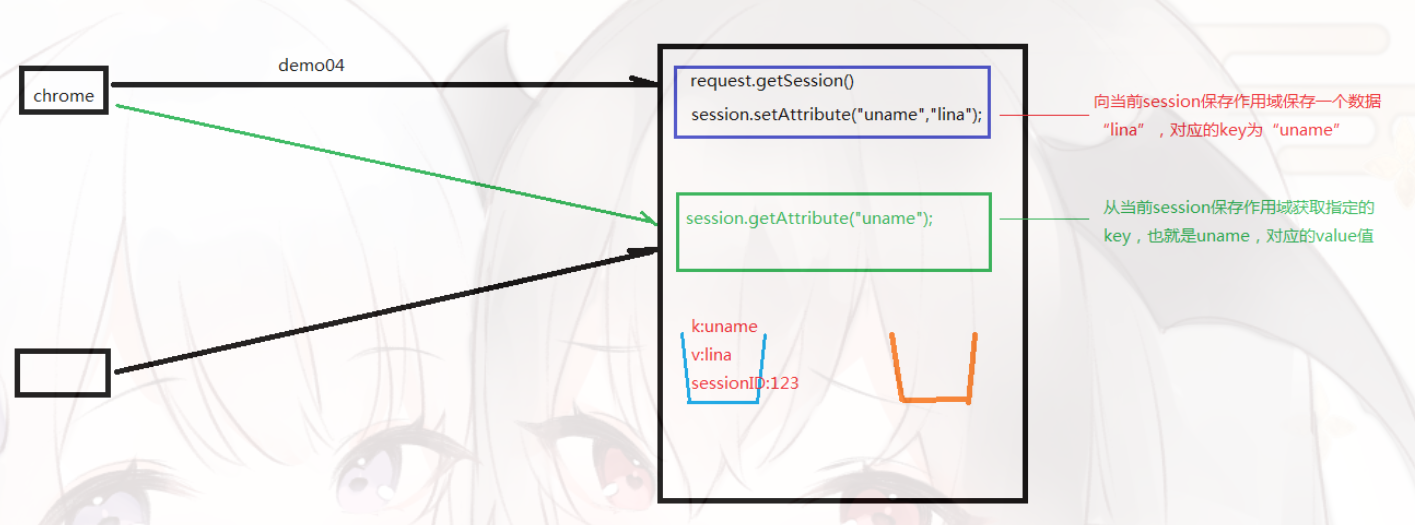 demo04
chrome
request.getSession()
session.setAttribute("uname","lina");
向当前session保存作用域保存一个数据
“lina”，对应的key为“uname”
session.getAttribute("uname");
从当前session保存作用域获取指定的
key，也就是uname，对应的value值
k:uname
v:lina
sessionID:123